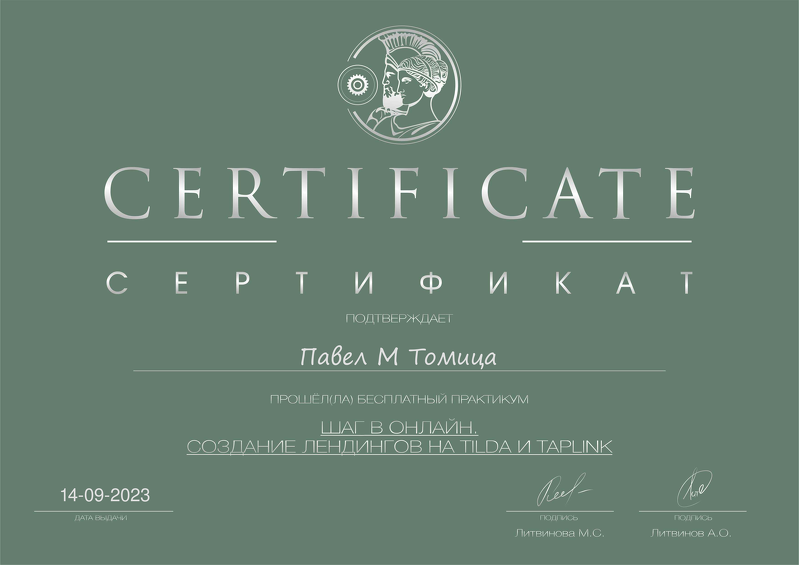 CERTIFICATE
СЕРТИФИКАТ
ПОДТВЕРЖДАЕТ
Павел М Томица
ПРОШЁЛ(ЛА) БЕСПЛАТНЫЙ ПРАКТИКУМ
ШАГ В ОНЛАЙН.
СОЗДАНИЕ ЛЕНДИНГОВ НА TILDA И TAPLINK
14-09-2023
ДАТА ВЫДАЧИ
ПОДПИСЬ
Литвинова М.С.
ПОДПИСЬ
Литвинов А.О.